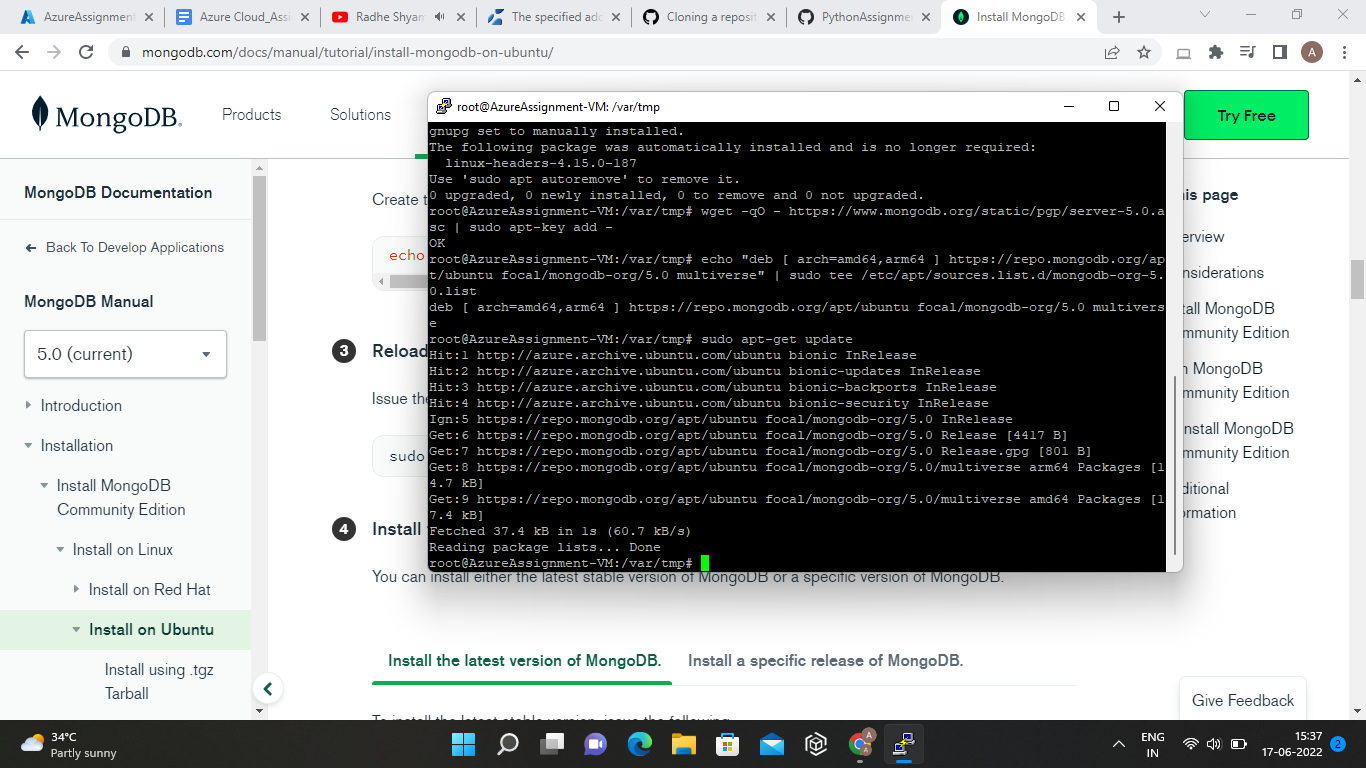 AzureAssignment
Azure Cloud_Assi
Radhe Shyam
The specified add
Cloning a reposit
PythonAssignme
Install MongoDB
mongodb.com/docs/manual/tutorial/install-mongodb-on-ubuntu/
A
MongoDB.
Products
Solutions
Try Free
MongoDB Documentation
Back To Develop Applications
MongoDB Manual
5.0 (current)
Introduction
Installation
Install MongoDB
Community Edition
Install on Linux
Install on Red Hat
Install on Ubuntu
Install using .tgz
Tarball
Create t
echo
3
Reload
Issue the
sudo
4
Install
You can install either the latest stable version of MongoDB or a specific version of MongoDB.
Install the latest version of MongoDB.
Install a specific release of MongoDB.
To install the latest stable version, issue the following
root@AzureAssignment-VM: /var/tmp
gnupg set to manually installed.
The following package was automatically installed and is no longer required:
linux-headers-4.15.0-187
Use 'sudo apt autoremove' to remove it.
0 upgraded, 0 newly installed, 0 to remove and 0 not upgraded.
root@AzureAssignment-VM:/var/tmp# wget -qO - https://www.mongodb.org/static/pgp/server-5.0.a
sc | sudo apt-key add -
OK
root@AzureAssignment-VM:/var/tmp# echo "deb [ arch=amd64,arm64 ] https://repo.mongodb.org/ap
t/ubuntu focal/mongodb-org/5.0 multiverse" | sudo tee /etc/apt/sources.list.d/mongodb-org-5.
0.list
deb [ arch=amd64,arm64 ] https://repo.mongodb.org/apt/ubuntu focal/mongodb-org/5.0 multivers
e
root@AzureAssignment-VM:/var/tmp# sudo apt-get update
Hit:1 http://azure.archive.ubuntu.com/ubuntu bionic InRelease
Hit:2 http://azure.archive.ubuntu.com/ubuntu bionic-updates InRelease
Hit:3 http://azure.archive.ubuntu.com/ubuntu bionic-backports InRelease
Hit:4 http://azure.archive.ubuntu.com/ubuntu bionic-security InRelease
Ign:5 https://repo.mongodb.org/apt/ubuntu focal/mongodb-org/5.0 InRelease
Get:6 https://repo.mongodb.org/apt/ubuntu focal/mongodb-org/5.0 Release [4417 B]
Get:7 https://repo.mongodb.org/apt/ubuntu focal/mongodb-org/5.0 Release.gpg [801 B]
Get:8 https://repo.mongodb.org/apt/ubuntu focal/mongodb-org/5.0/multiverse arm64 Packages [1
4.7 kB]
Get:9 https://repo.mongodb.org/apt/ubuntu focal/mongodb-org/5.0/multiverse amd64 Packages [1
7.4 kB]
Fetched 37.4 kB in 1s (60.7 kB/s)
Reading package lists... Done
root@AzureAssignment-VM:/var/tmp#
is page
erview
nsiderations
tall MongoDB
mmunity Edition
n MongoDB
mmunity Edition
install MongoDB
mmunity Edition
ditional
ormation
Give Feedback
34°C
Partly sunny
A
ENG
IN
15:37
17-06-2022
2